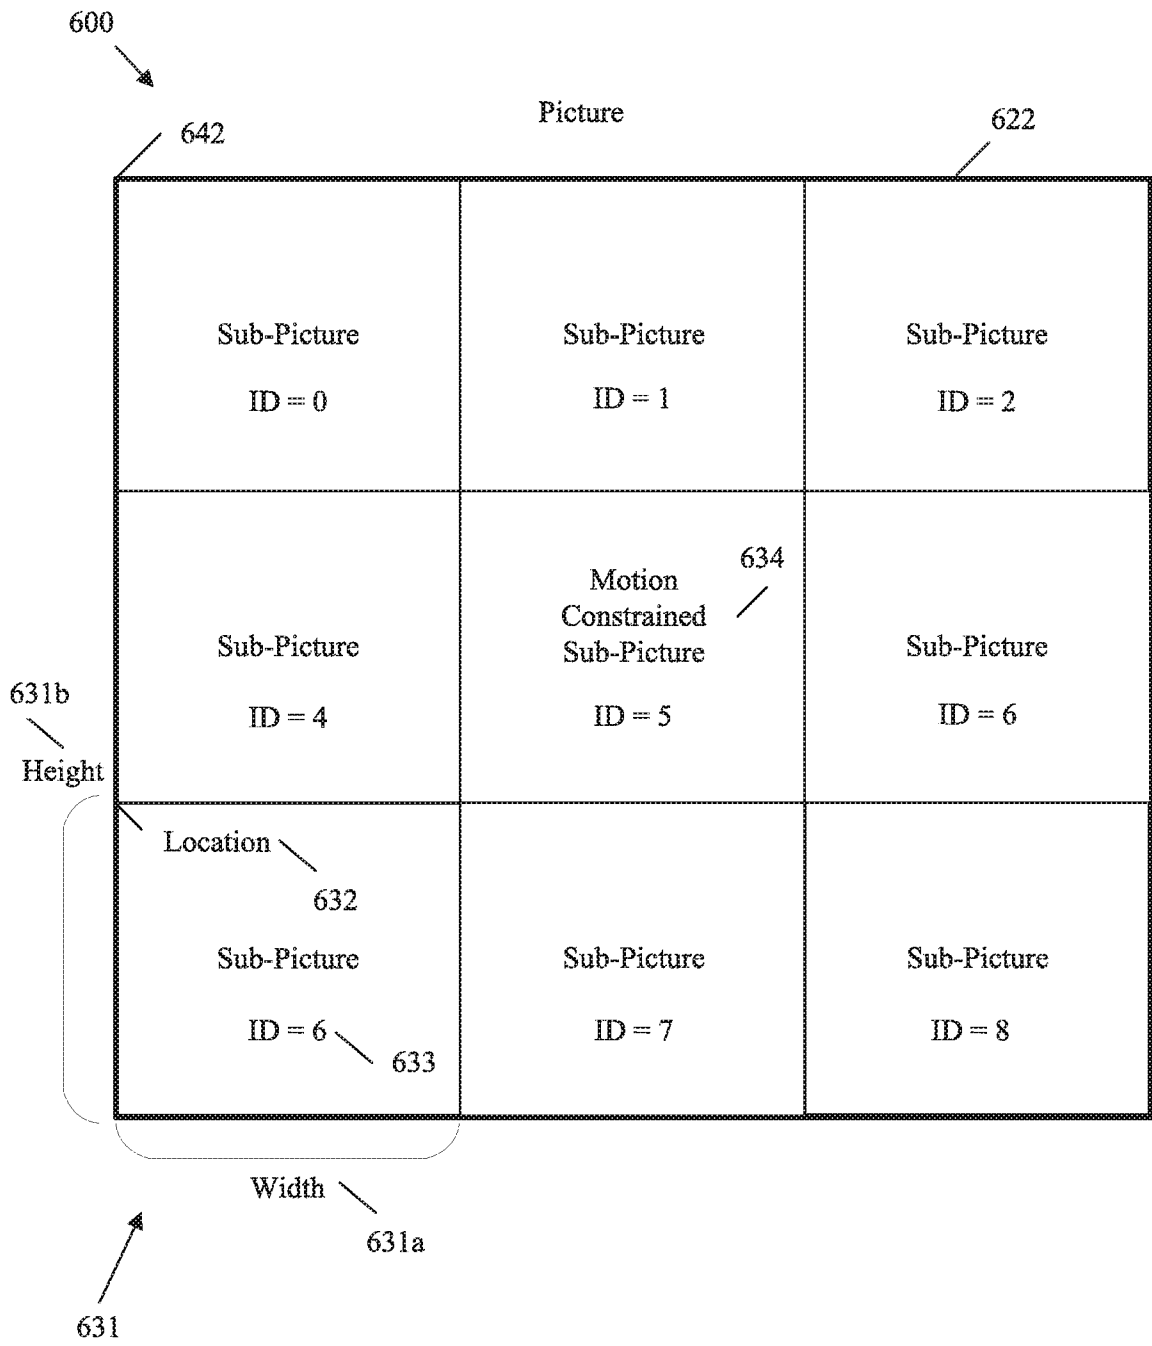 600
Picture
642
622
Sub-Picture
ID = 0
Sub-Picture
ID = 1
Sub-Picture
ID = 2
Sub-Picture
ID = 4
Motion
Constrained
Sub-Picture
ID = 5
634
Sub-Picture
ID = 6
631b
Height
Location
632
Sub-Picture
ID = 6
633
Sub-Picture
ID = 7
Sub-Picture
ID = 8
Width
631a
631